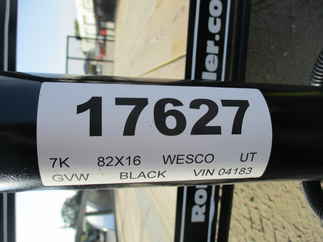 17627
7K 82X16 WESCO UT
GVW BLACK VIN 04183